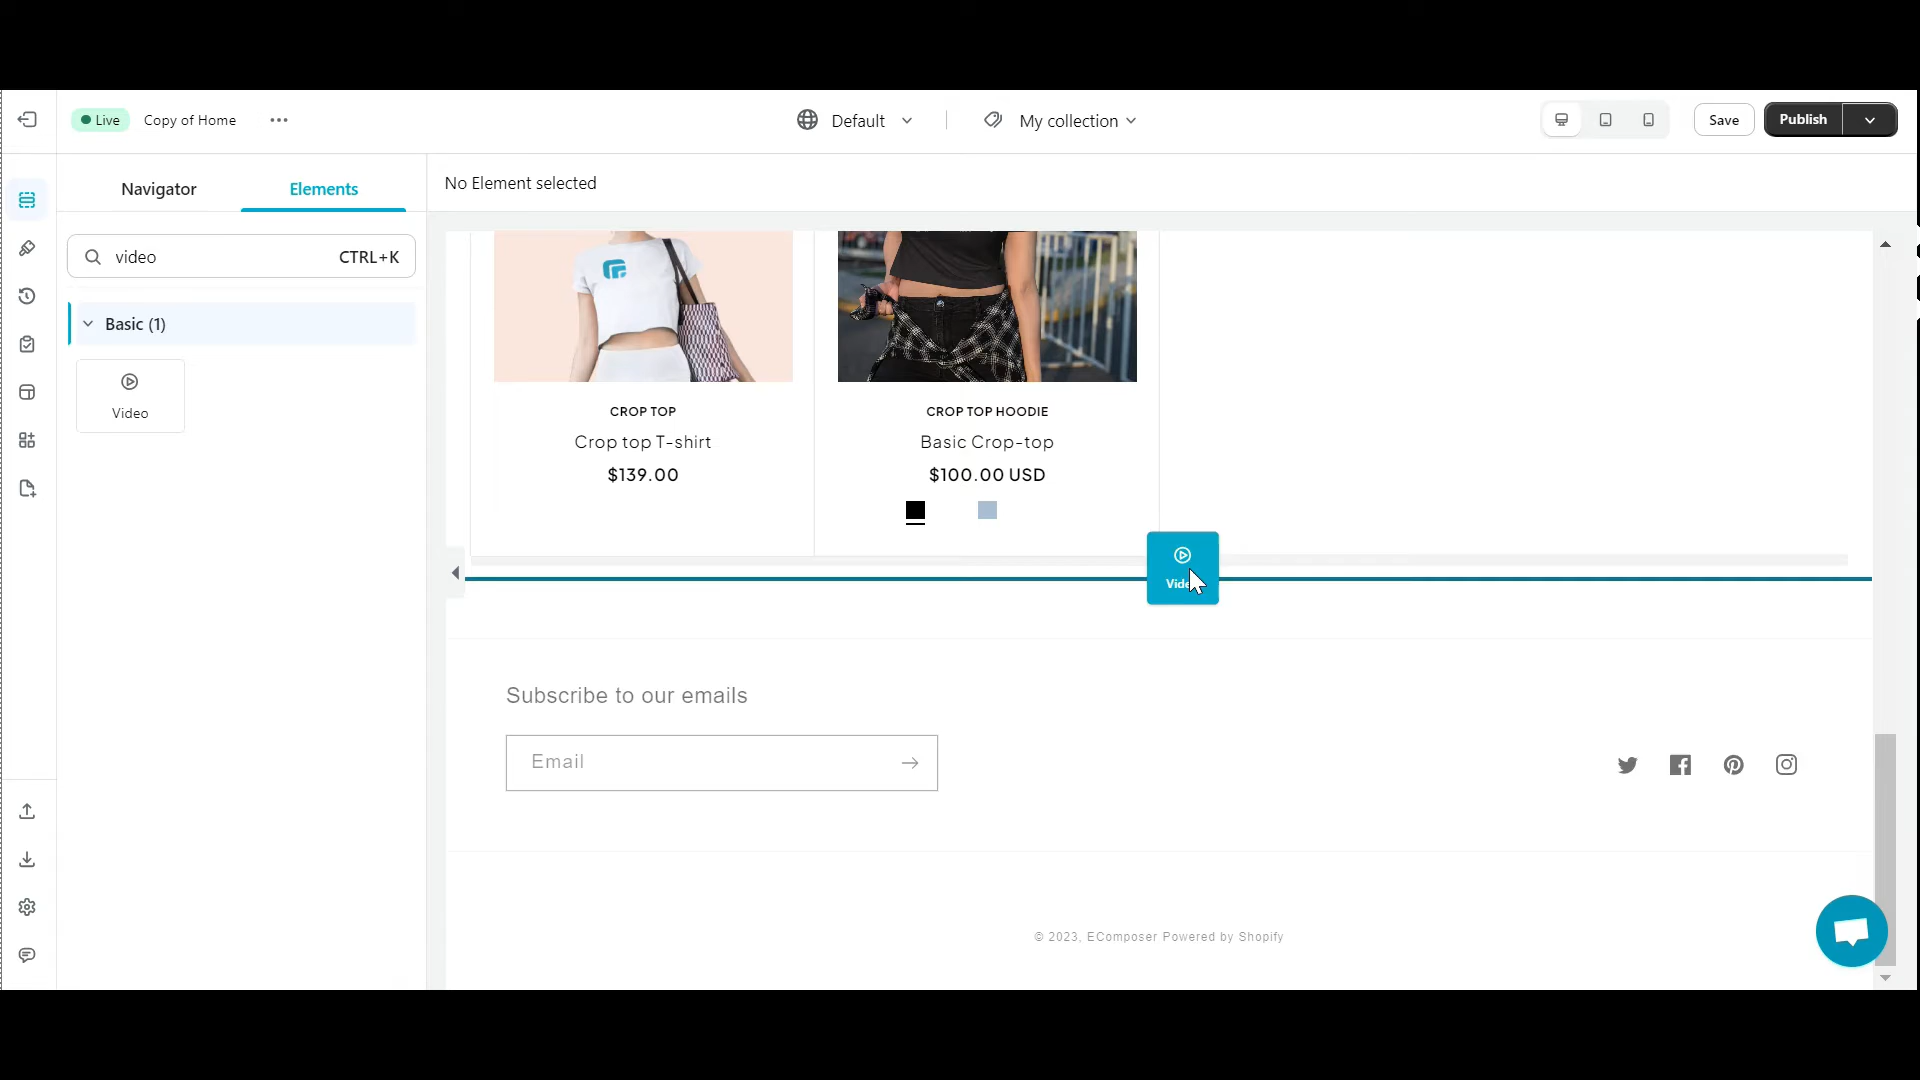 Live
Copy of Home
Default
My collection
Save
Publish
Navigator
Elements
No Element selected
video
CTRL+K
Basic (1)
Video
CROP TOP
Crop top T-shirt
$139.00
CROP TOP HOODIE
Basic Crop-top
$100.00 USD
Subscribe to our emails
Email
© 2023, EComposer Powered by Shopify